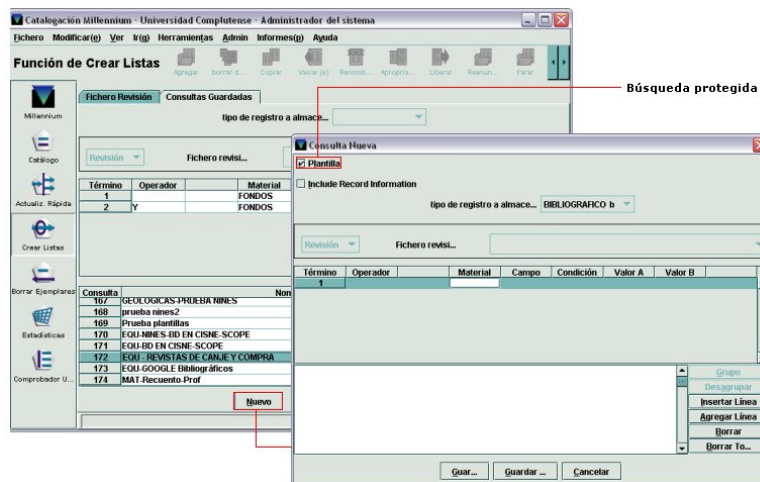 Catalogación Millennium - Universidad Complutense - Administrador del sistema
Fichero Modificar(e) Ver Ir(g) Herramientas Admin Informes(p) Ayuda
Función de Crear Listas
Agregar borrar d... Copiar Vaciar (e) Renomb... Apropria... Liberar Reanun... Parar
Millennium
Catálogo
Actualiz. Rápida
Crear Listas
Borrar Ejemplares
Estadísticas
Comprobador U...
Fichero Revisión Consultas Guardadas
tipo de registro a almace...
Revisión Fichero revisi...
Término Operador Material
1 FONDOS
2 Y FONDOS
Consulta Non
167 GEOLOGICAS-PRUEBA NINES
168 prueba nines2
169 Prueba plantillas
170 EQU-NINES-BD EN CISNE-SCOPE
171 EQU-BD EN CISNE-SCOPE
172 EQU - REVISTAS DE CANJE Y COMPRA
173 EQU-GOOGLE Bibliográficos
174 MAT-Recuento-Prof
Nuevo
Búsqueda protegida
Consulta Nueva
Plantilla
Include Record Information
tipo de registro a almace... BIBLIOGRAFICO b
Revisión Fichero revisi...
Término Operador Material Campo Condición Valor A Valor B
1
Grupo
Desagrupar
Insertar Línea
Agregar Línea
Borrar
Borrar To...
Guar... Guardar ... Cancelar